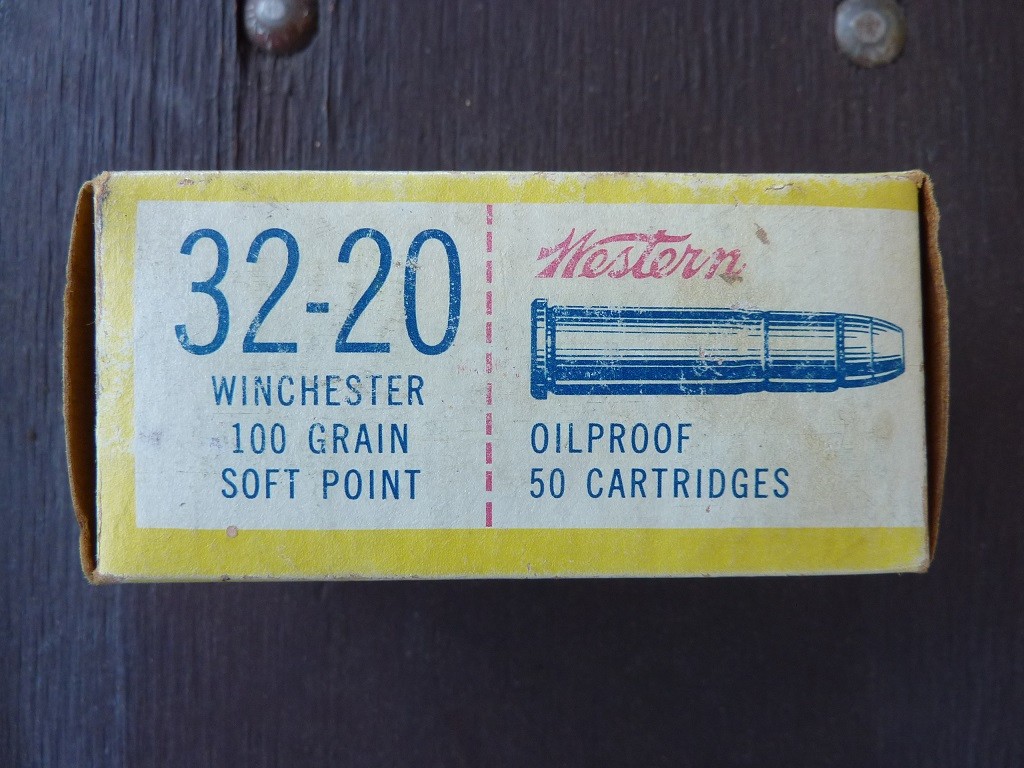 32-20
WINCHESTER
100 GRAIN
SOFT POINT
Western
OILPROOF
50 CARTRIDGES